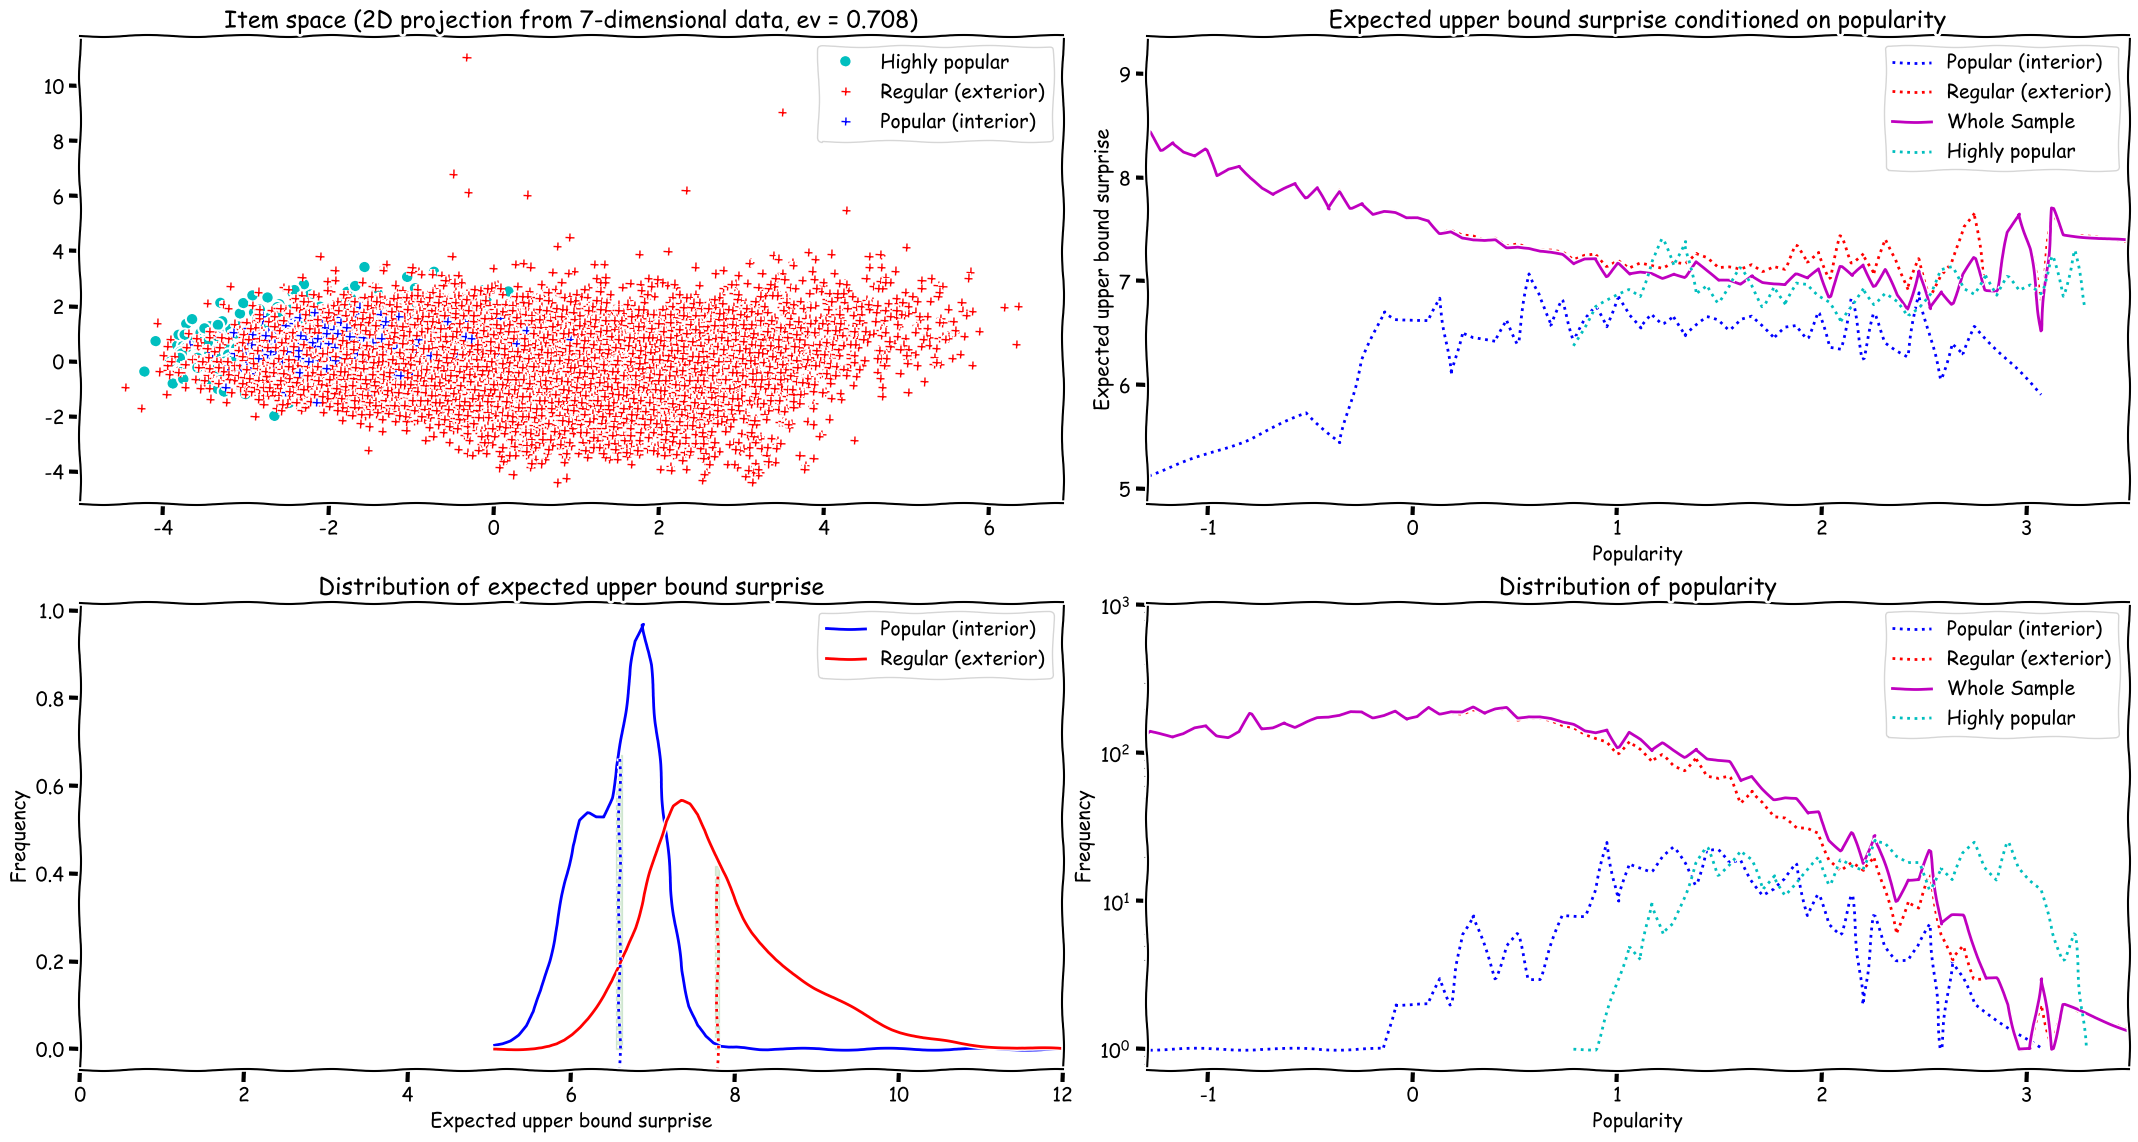 Item space (2D projection from 7-dimensional data, ev = 0.708)
Highly popular
Regular (exterior)
Popular (interior)
10
8
6
4
2
0
-2
-4
-4
-2
0
2
4
6
Expected upper bound surprise conditioned on popularity
Popular (interior)
Regular (exterior)
Whole Sample
Highly popular
Expected upper bound surprise
9
8
7
6
5
-1
0
1
2
3
Popularity
Distribution of expected upper bound surprise
Popular (interior)
Regular (exterior)
Frequency
1.0
0.8
0.6
0.4
0.2
0.0
0
2
4
6
8
10
12
Expected upper bound surprise
Distribution of popularity
Popular (interior)
Regular (exterior)
Whole Sample
Highly popular
Frequency
10³
10²
10¹
10⁰
-1
0
1
2
3
Popularity